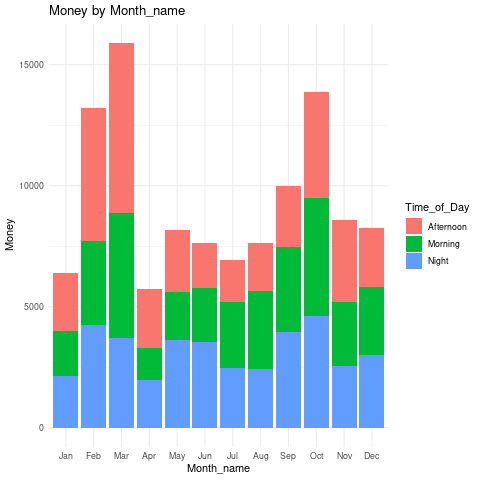 Money by Month_name
Money
15000
10000
5000
0
Jan Feb Mar Apr May Jun Jul Aug Sep Oct Nov Dec
Month_name
Time_of_Day
Afternoon
Morning
Night